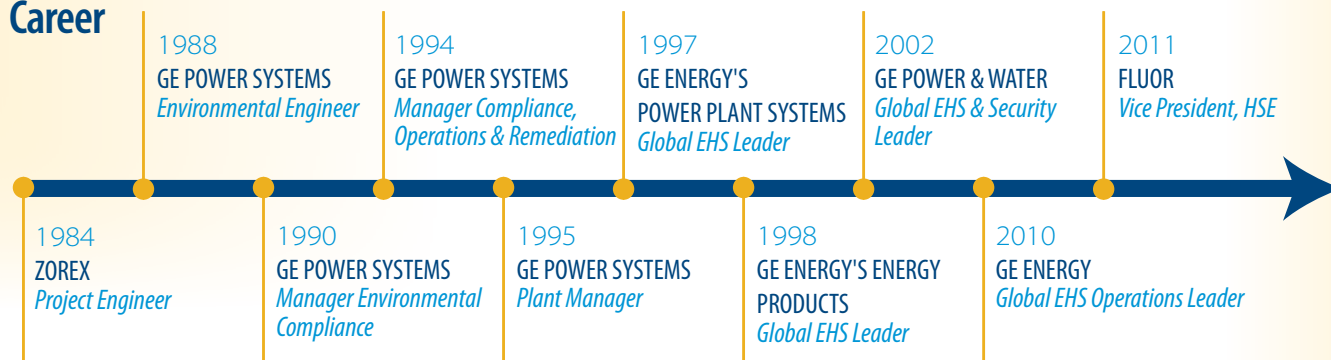 Career
1988
GE POWER SYSTEMS
Environmental Engineer
1994
GE POWER SYSTEMS
Manager Compliance,
Operations & Remediation
1997
GE ENERGY'S
POWER PLANT SYSTEMS
Global EHS Leader
2002
GE POWER & WATER
Global EHS & Security
Leader
2011
FLUOR
Vice President, HSE
1984
ZOREX
Project Engineer
1990
GE POWER SYSTEMS
Manager Environmental
Compliance
1995
GE POWER SYSTEMS
Plant Manager
1998
GE ENERGY'S ENERGY
PRODUCTS
Global EHS Leader
2010
GE ENERGY
Global EHS Operations Leader